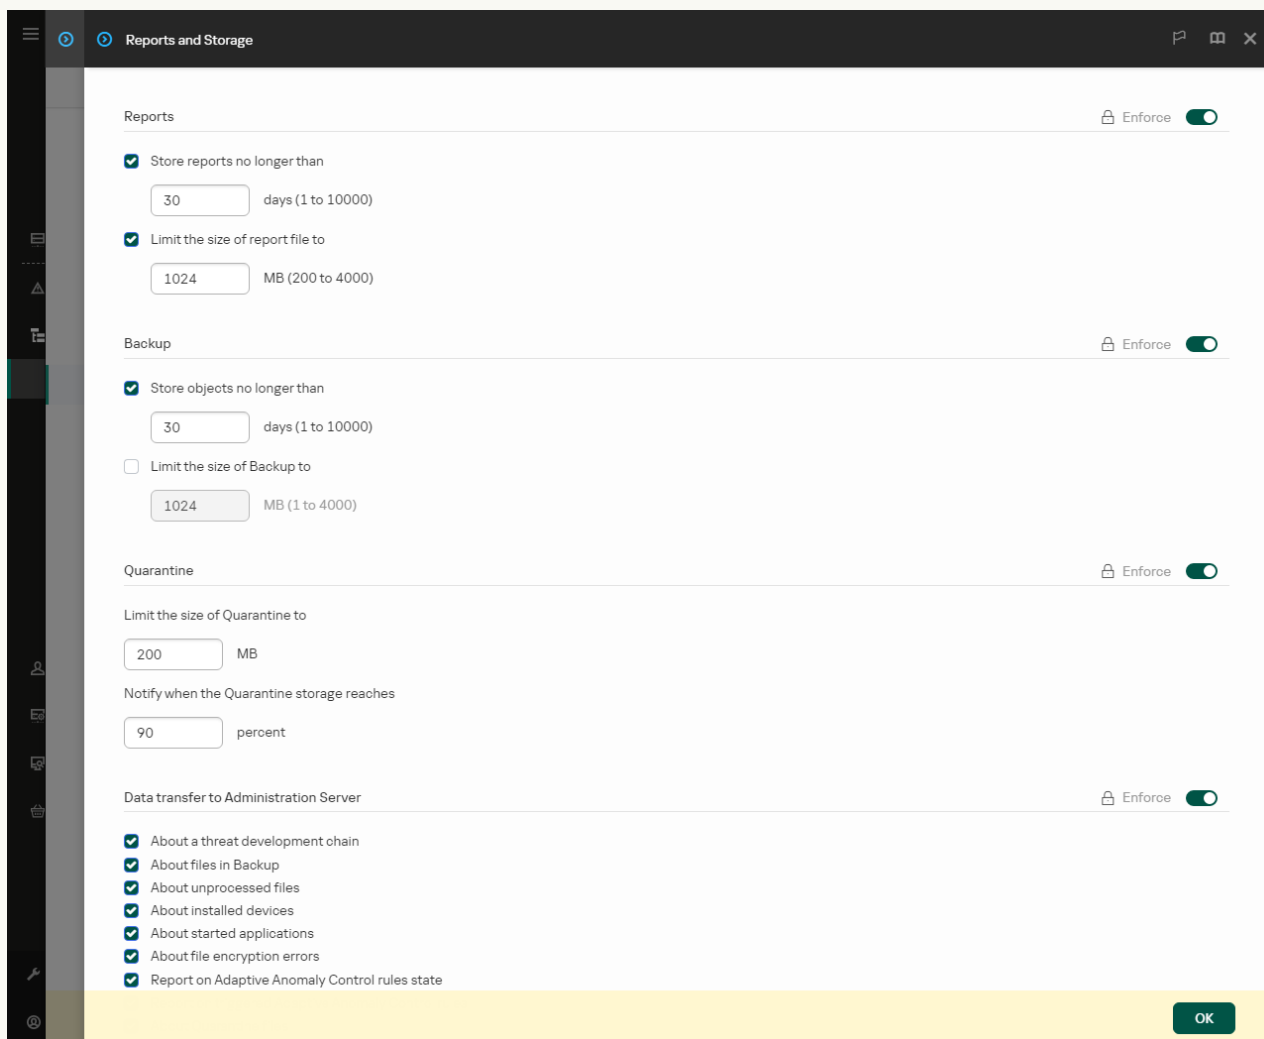 Reports and Storage
Reports
Enforce
Store reports no longer than
30 days (1 to 10000)
Limit the size of report file to
1024 MB (200 to 4000)
Backup
Enforce
Store objects no longer than
30 days (1 to 10000)
Limit the size of Backup to
1024 MB (1 to 4000)
Quarantine
Enforce
Limit the size of Quarantine to
200 MB
Notify when the Quarantine storage reaches
90 percent
Data transfer to Administration Server
Enforce
About a threat development chain
About files in Backup
About unprocessed files
About installed devices
About started applications
About file encryption errors
Report on Adaptive Anomaly Control rules state
OK